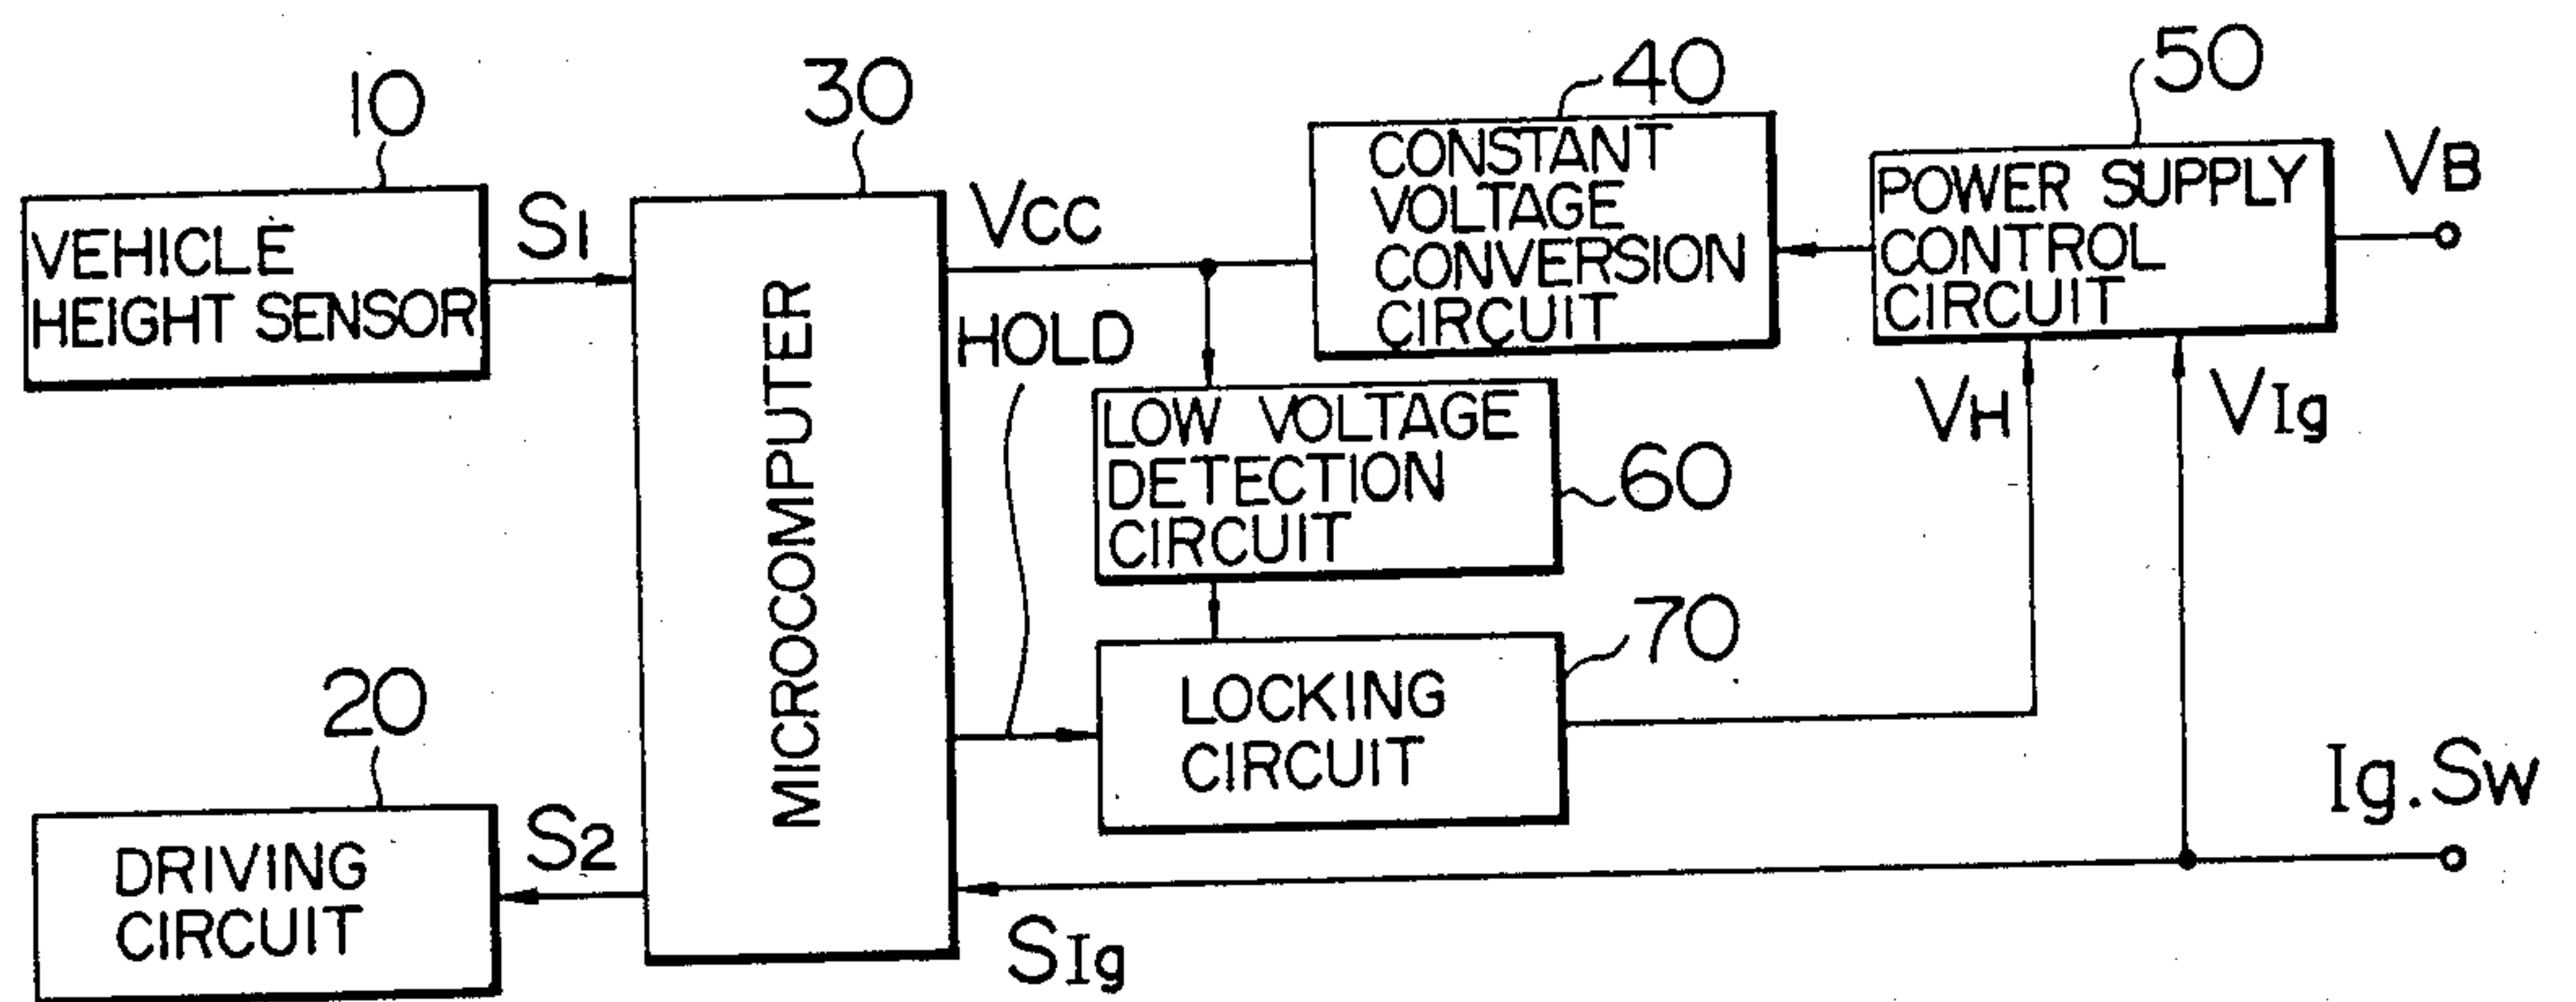 10
VEHICLE
HEIGHT SENSOR
S1
30
MICROCOMPUTER
VCC
HOLD
40
CONSTANT
VOLTAGE
CONVERSION
CIRCUIT
50
POWER SUPPLY
CONTROL
CIRCUIT
VB
VH
VIg
LOW VOLTAGE
DETECTION
CIRCUIT
60
70
LOCKING
CIRCUIT
20
DRIVING
CIRCUIT
S2
SIg
Ig.SW